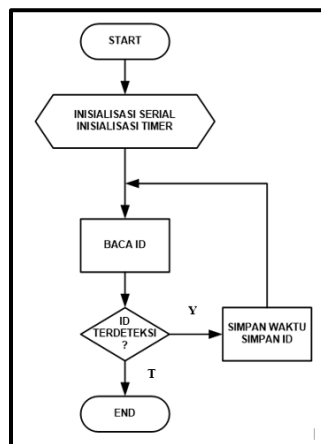 START
INISIALISASI SERIAL
INISIALISASI TIMER
BACA ID
ID
TERDETEKSI
?
Y
SIMPAN WAKTU
SIMPAN ID
T
END